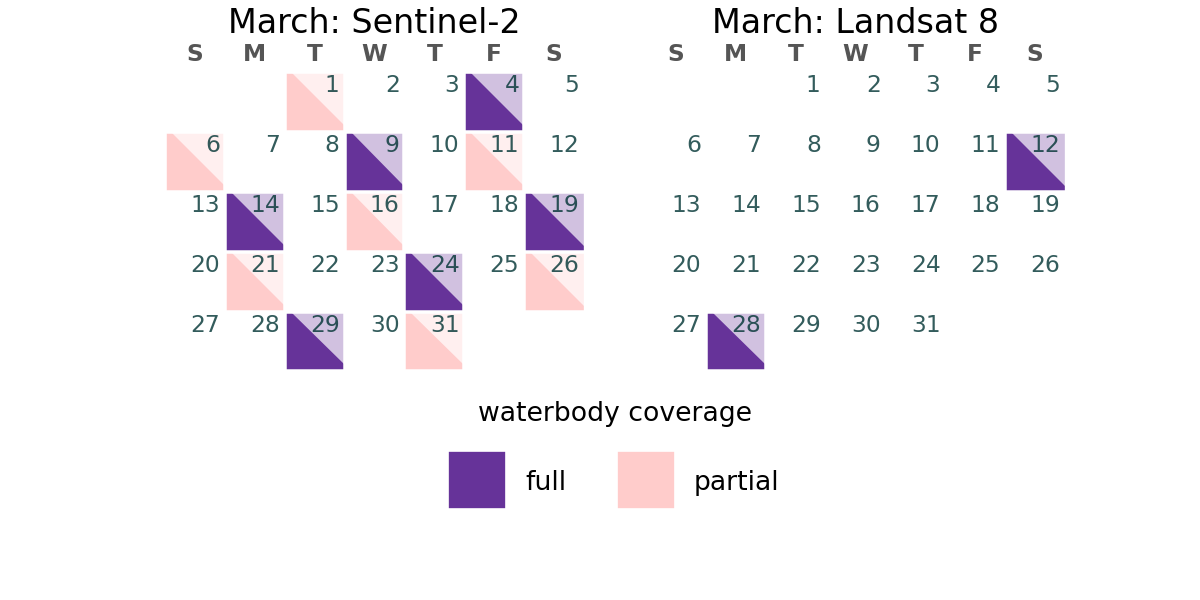 March: Sentinel-2
S M T W T F S
1 2 3 4 5
6 7 8 9 10 11 12
13 14 15 16 17 18 19
20 21 22 23 24 25 26
27 28 29 30 31
March: Landsat 8
S M T W T F S
1 2 3 4 5
6 7 8 9 10 11 12
13 14 15 16 17 18 19
20 21 22 23 24 25 26
27 28 29 30 31
waterbody coverage
full
partial